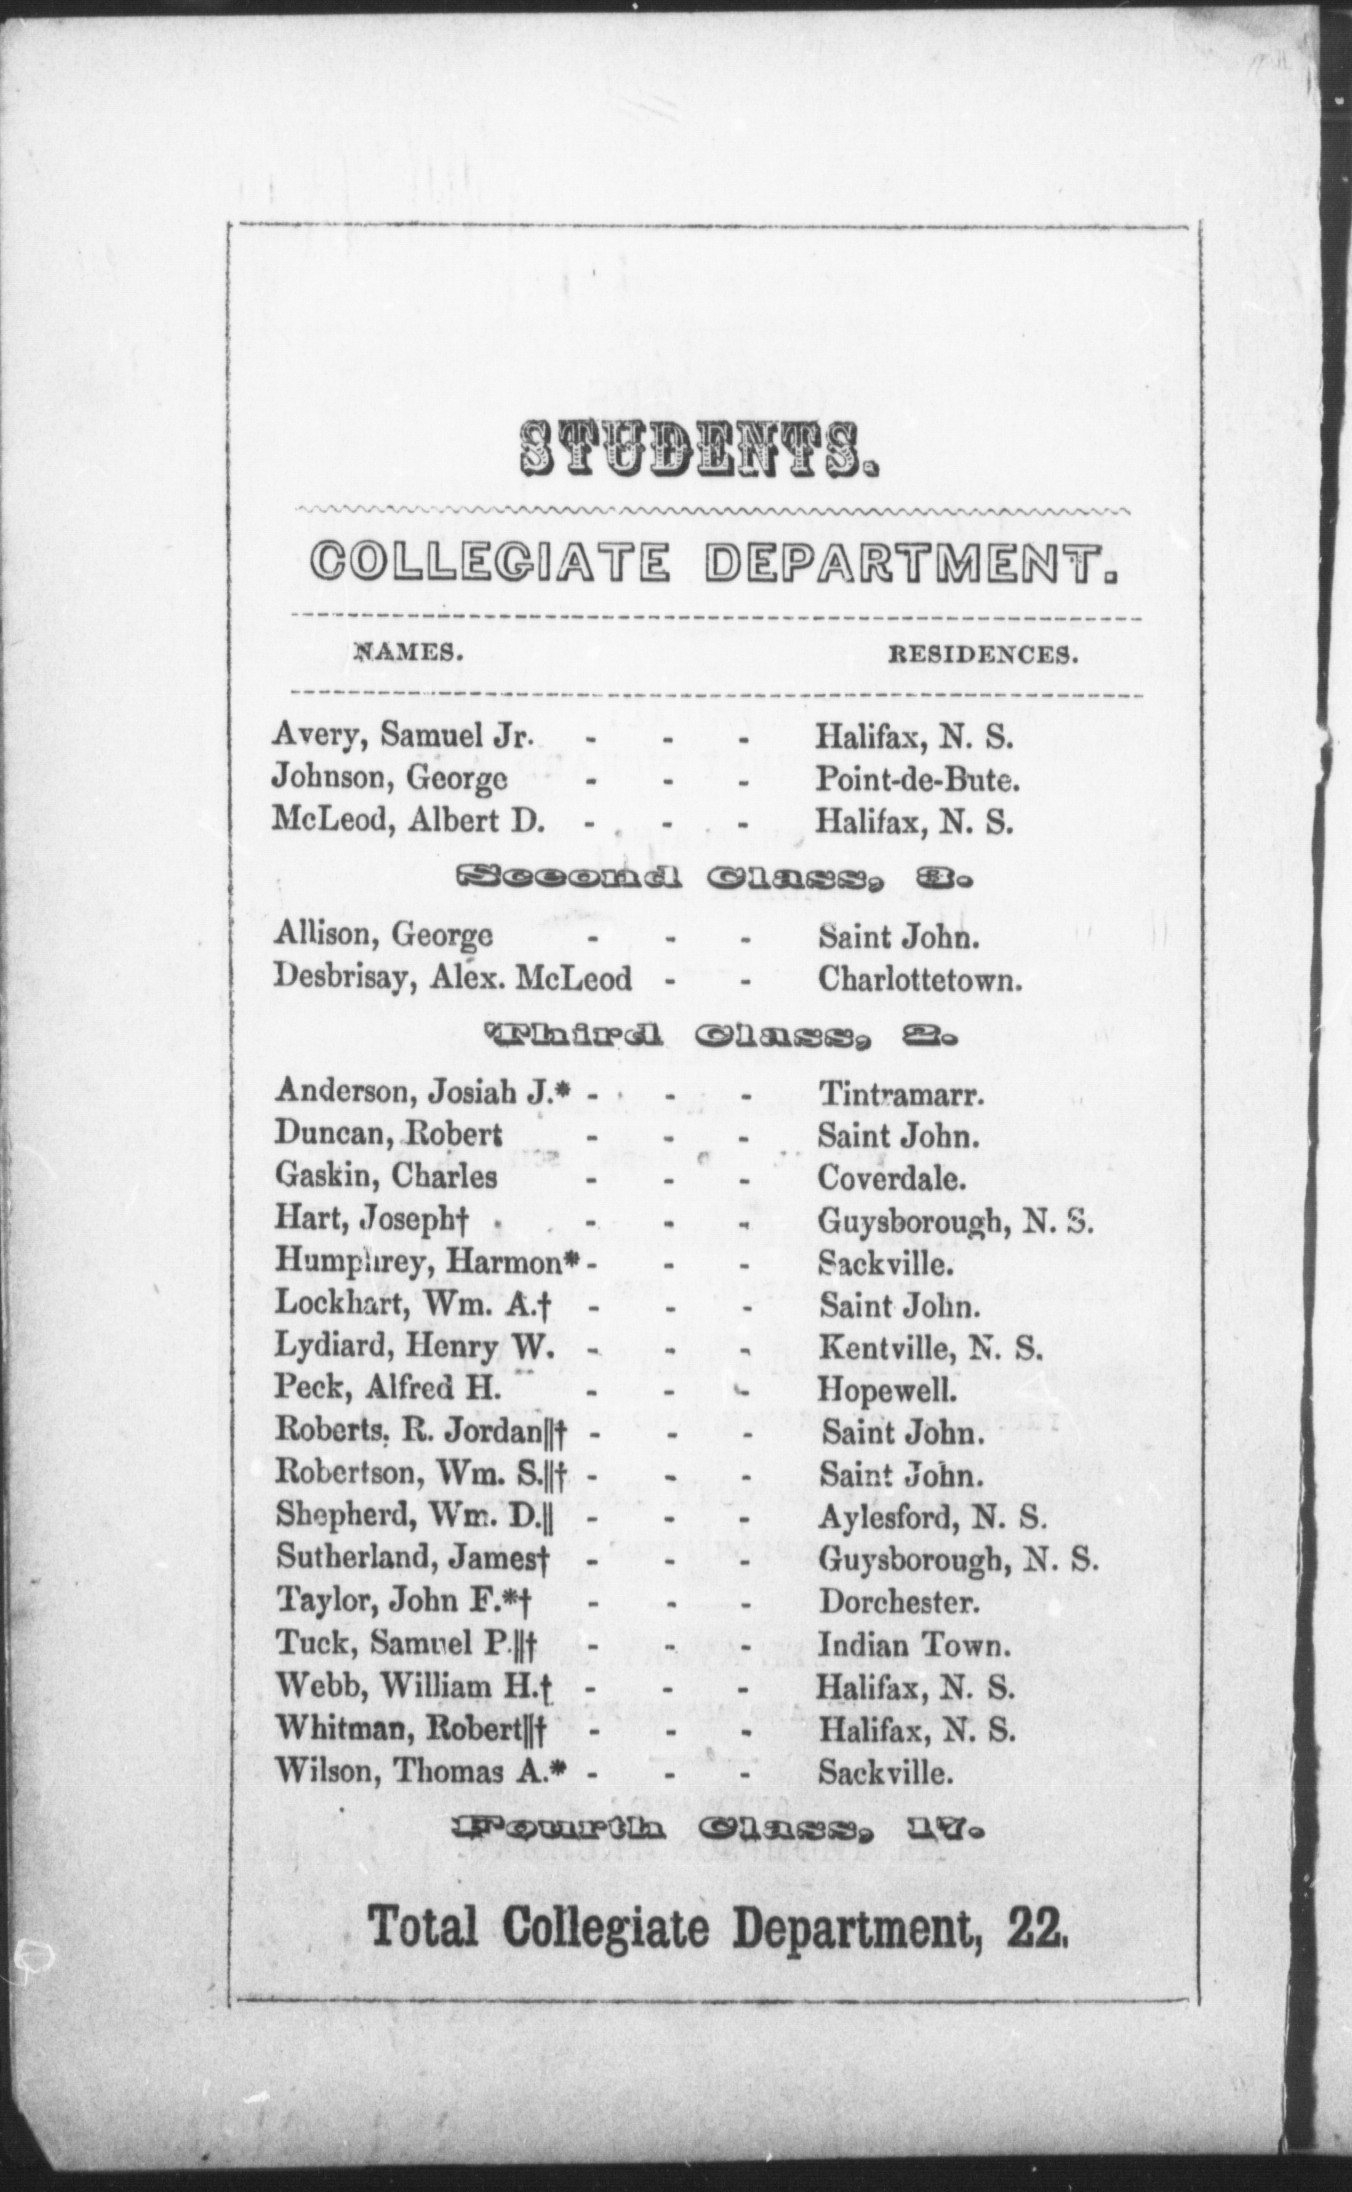 STUDENTS.
COLLEGIATE DEPARTMENT.
NAMES. RESIDENCES.
Avery, Samuel Jr. - - - Halifax, N. S.
Johnson, George - - - Point-de-Bute.
McLeod, Albert D. - - - Halifax, N. S.
Second Class, 3.
Allison, George - - - Saint John.
Desbrisay, Alex. McLeod - - Charlottetown.
Third Class, 2.
Anderson, Josiah J.* - - - Tintramarr.
Duncan, Robert - - - Saint John.
Gaskin, Charles - - - Coverdale.
Hart, Joseph† - - - Guysborough, N. S.
Humphrey, Harmon* - - - Sackville.
Lockhart, Wm. A.† - - - Saint John.
Lydiard, Henry W. - - - Kentville, N. S.
Peck, Alfred H. - - - Hopewell.
Roberts, R. Jordan‖† - - - Saint John.
Robertson, Wm. S.‖† - - - Saint John.
Shepherd, Wm. D.‖ - - - Aylesford, N. S.
Sutherland, James† - - - Guysborough, N. S.
Taylor, John F.*† - - - Dorchester.
Tuck, Samuel P.‖† - - - Indian Town.
Webb, William H.† - - - Halifax, N. S.
Whitman, Robert‖† - - - Halifax, N. S.
Wilson, Thomas A.* - - - Sackville.
Fourth Class, 17.
Total Collegiate Department, 22.